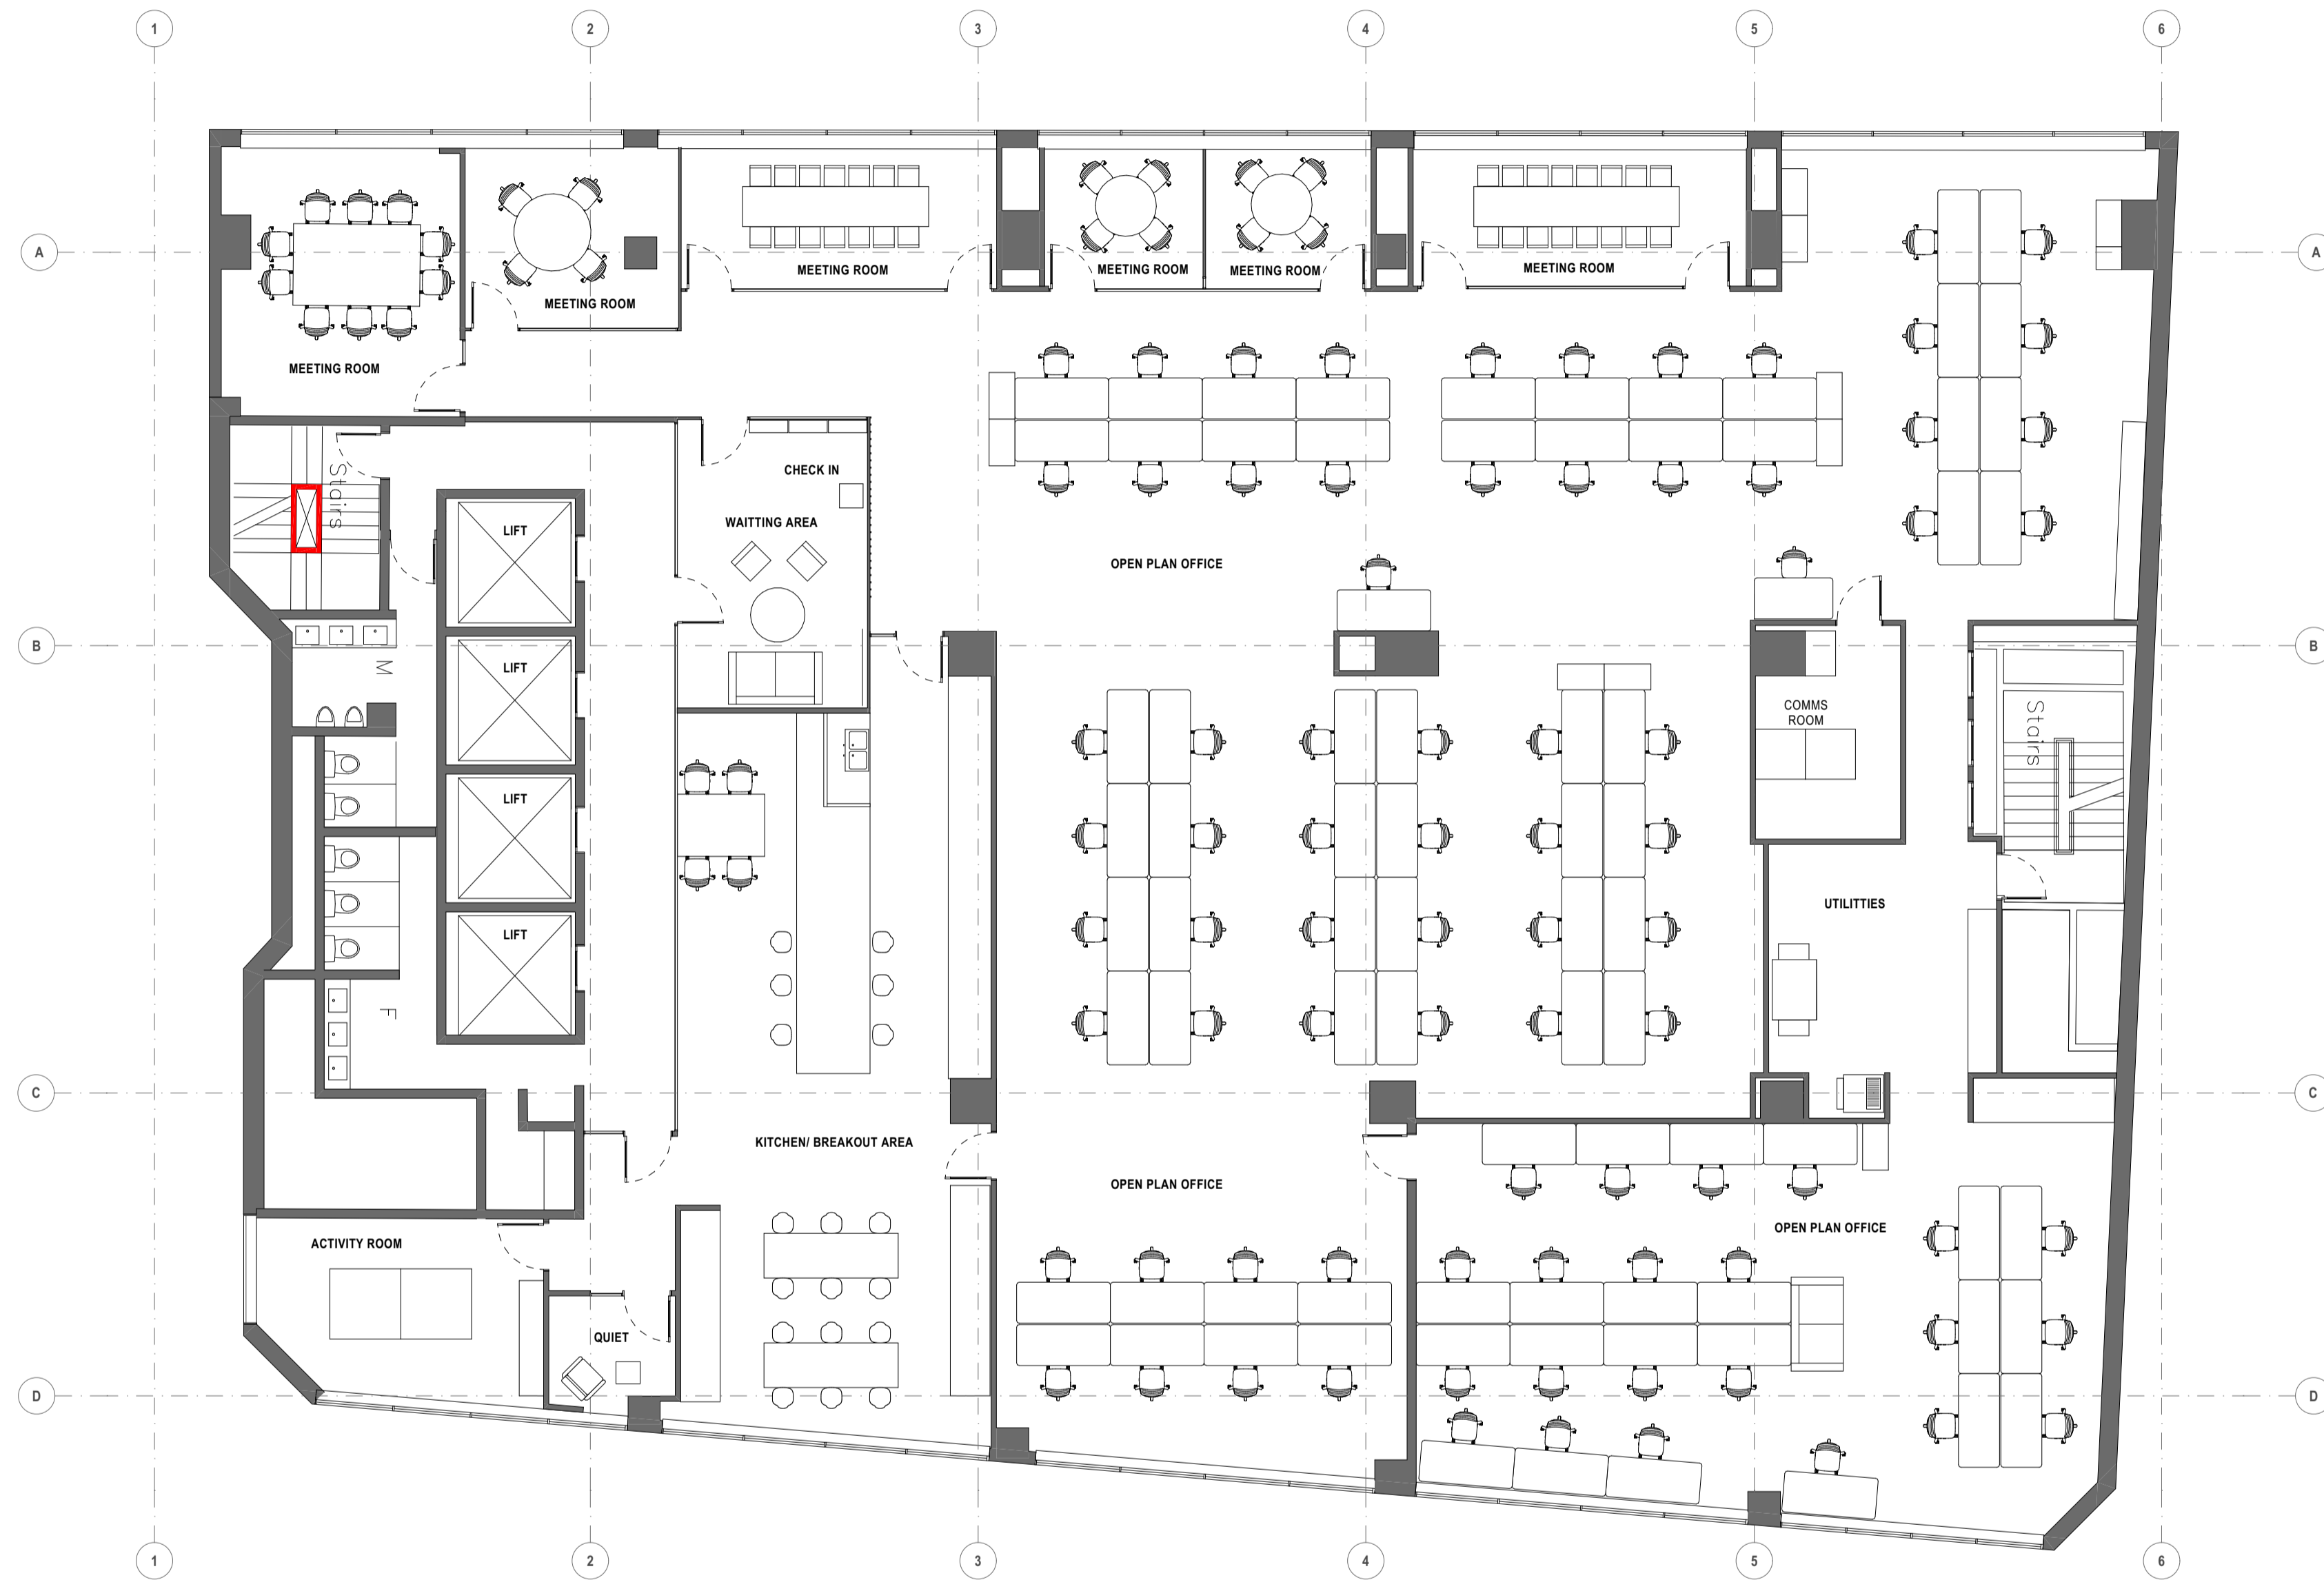 1 2 3 4 5 6
A A
MEETING ROOM
MEETING ROOM
MEETING ROOM
MEETING ROOM
MEETING ROOM
MEETING ROOM
Stairs
CHECK IN
WAITTING AREA
LIFT
OPEN PLAN OFFICE
B B
M
LIFT
COMMS
ROOM
Stairs
LIFT
UTILITTIES
LIFT
F
C C
KITCHEN/ BREAKOUT AREA
OPEN PLAN OFFICE
OPEN PLAN OFFICE
ACTIVITY ROOM
QUIET
D D
1 2 3 4 5 6